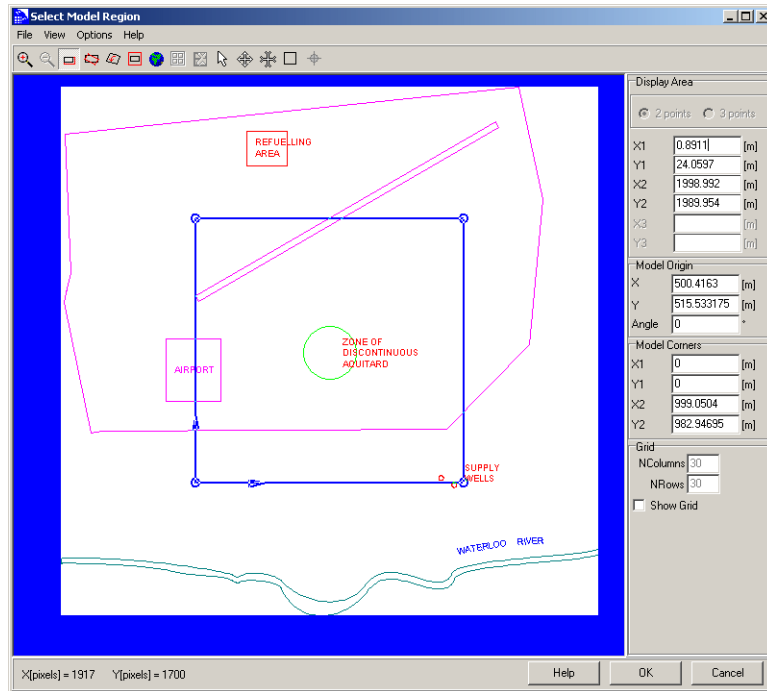 Select Model Region
File View Options Help
Display Area
2 points 3 points
X1 0.8911 [m]
Y1 24.0597 [m]
X2 1998.992 [m]
Y2 1989.954 [m]
X3 [m]
Y3 [m]
Model Origin
X 500.4163 [m]
Y 515.533175 [m]
Angle 0 °
Model Corners
X1 0 [m]
Y1 0 [m]
X2 999.0504 [m]
Y2 982.94695 [m]
Grid
NColumns 30
NRows 30
Show Grid
REFUELLING
AREA
ZONE OF
DISCONTINUOUS
AQUITARD
AIRPORT
SUPPLY
WELLS
WATERLOO RIVER
X[pixels] = 1917 Y[pixels] = 1700
Help OK Cancel